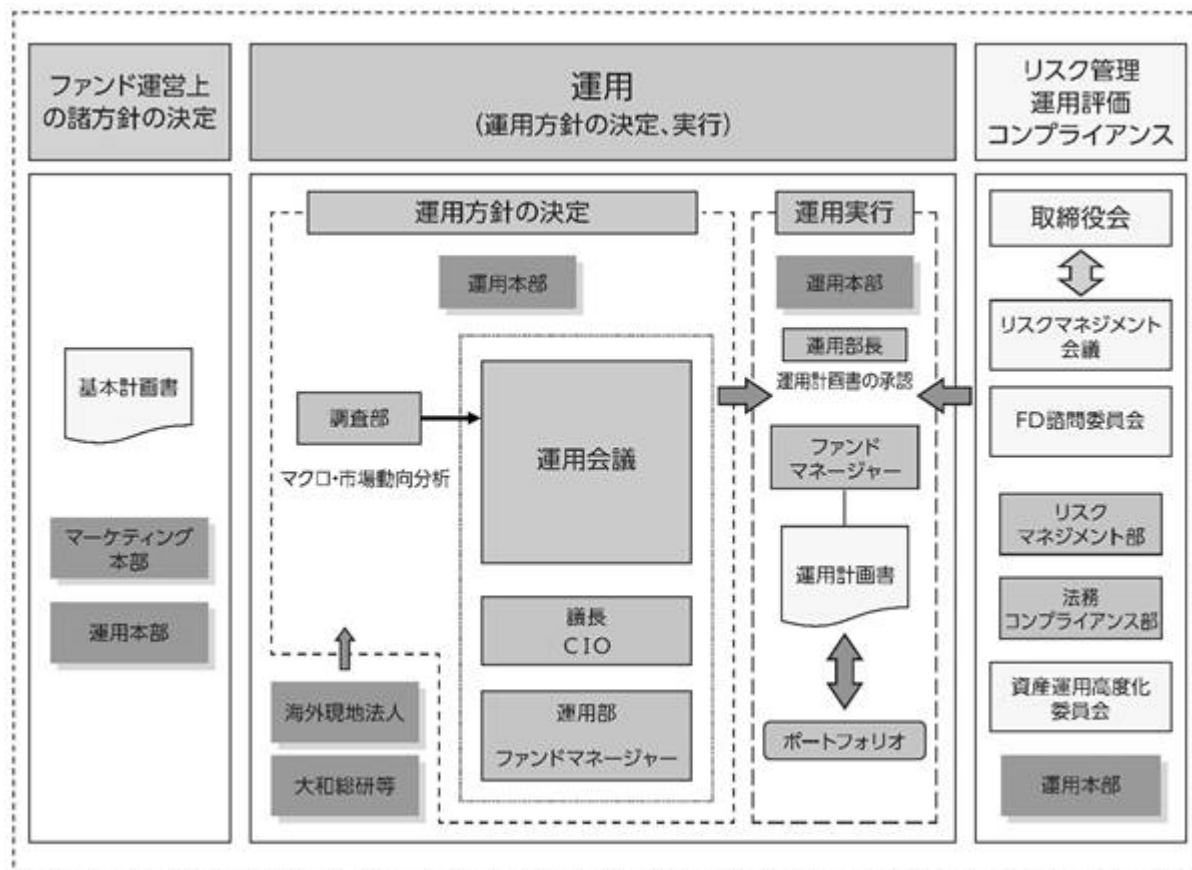 ファンド運営上
の諸方針の決定
運用
(運用方針の決定、実行)
リスク管理
運用評価
コンプライアンス
基本計画書
マーケティング
本部
運用本部
運用方針の決定
運用本部
調査部
マクロ・市場動向分析
運用会議
議長
CIO
運用部
ファンドマネージャー
海外現地法人
大和総研等
運用実行
運用本部
運用部長
運用計画書の承認
ファンド
マネージャー
運用計画書
ポートフォリオ
取締役会
リスクマネジメント
会議
FD諮問委員会
リスク
マネジメント部
法務
コンプライアンス部
資産運用高度化
委員会
運用本部